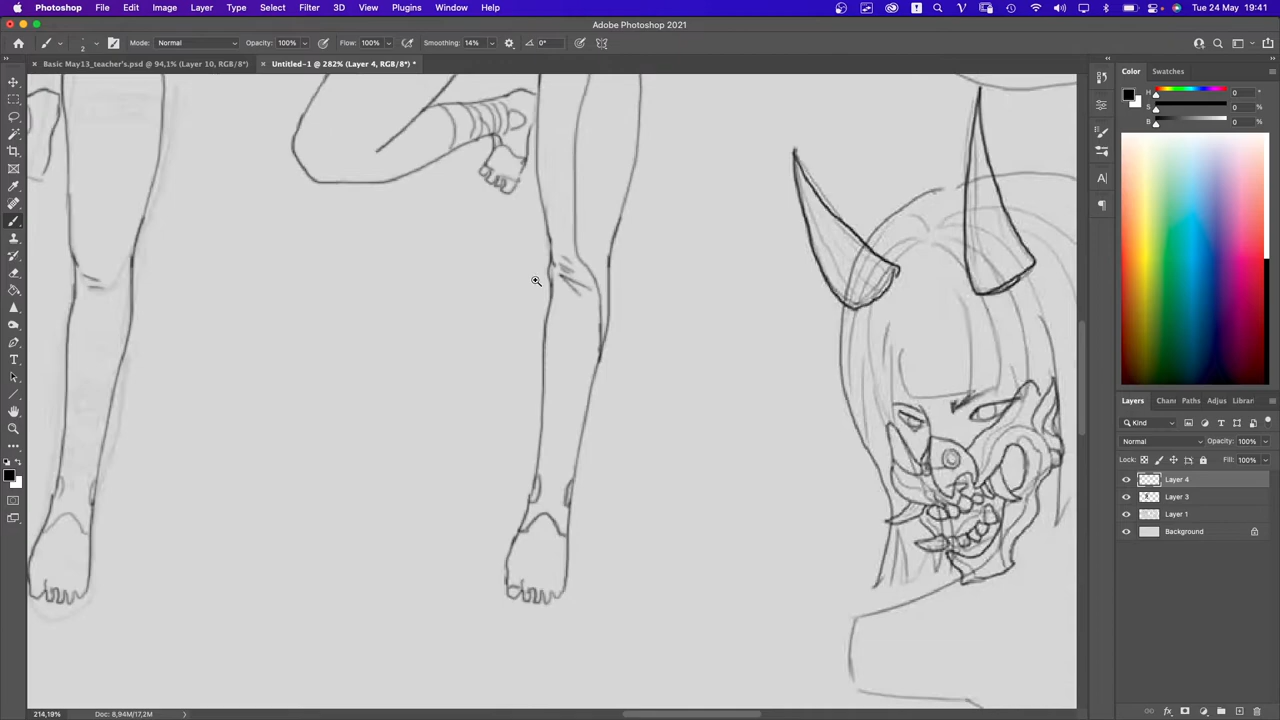 Photoshop File Edit Image Layer Type Select Filter 3D View Plugins Window Help Tue 24 May 19:41
Adobe Photoshop 2021
2 Mode: Normal Opacity: 100% Flow: 100% Smoothing: 14% 0°
Basic May13_teacher's.psd @ 94,1% (Layer 10, RGB/8*) Untitled-1 @ 282% (Layer 4, RGB/8*) *
Color Swatches
H 0 °
S 0 %
B 0 %
Layers Chan Paths Adjus Librar
Kind
Normal Opacity: 100%
Lock: Fill: 100%
Layer 4
Layer 3
Layer 1
Background
214,19% Doc: 8,94M/17,2M